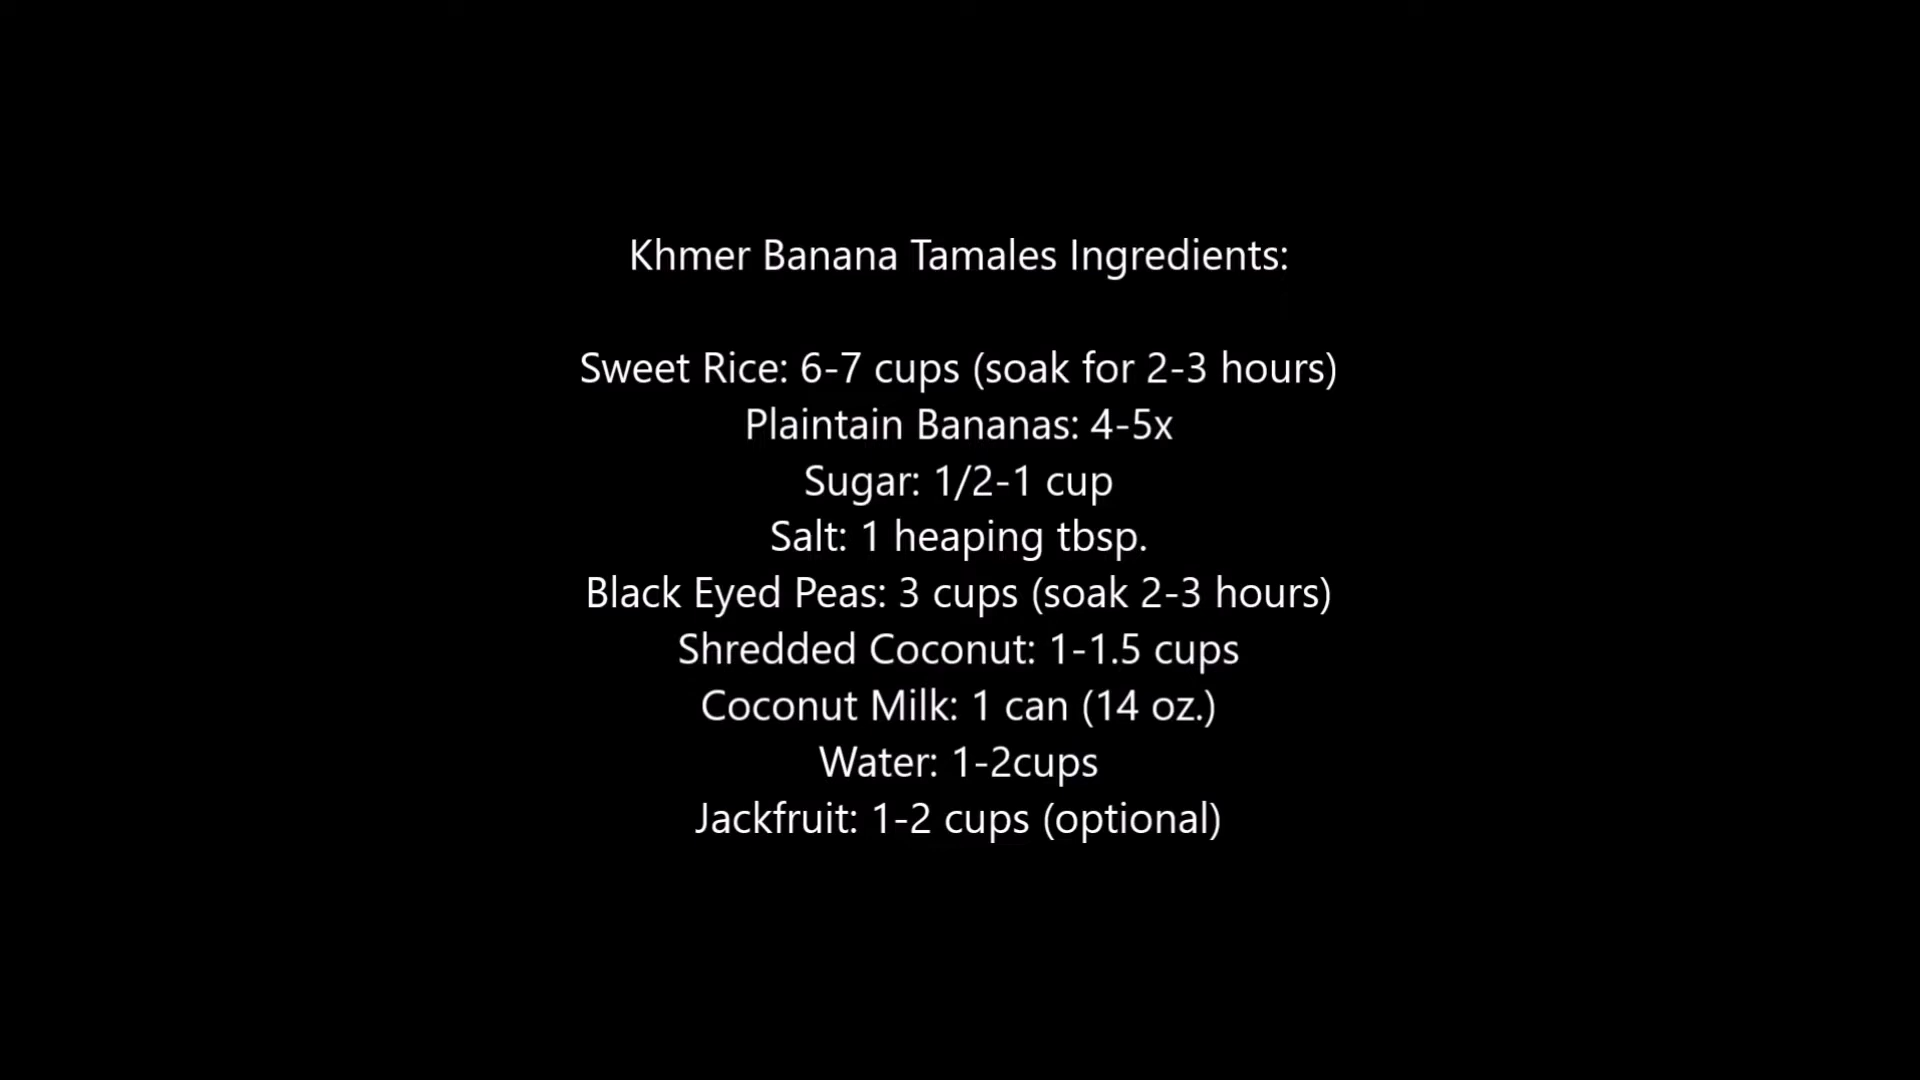 Khmer Banana Tamales Ingredients:
Sweet Rice: 6-7 cups (soak for 2-3 hours)
Plaintain Bananas: 4-5x
Sugar: 1/2-1 cup
Salt: 1 heaping tbsp.
Black Eyed Peas: 3 cups (soak 2-3 hours)
Shredded Coconut: 1-1.5 cups
Coconut Milk: 1 can (14 oz.)
Water: 1-2cups
Jackfruit: 1-2 cups (optional)